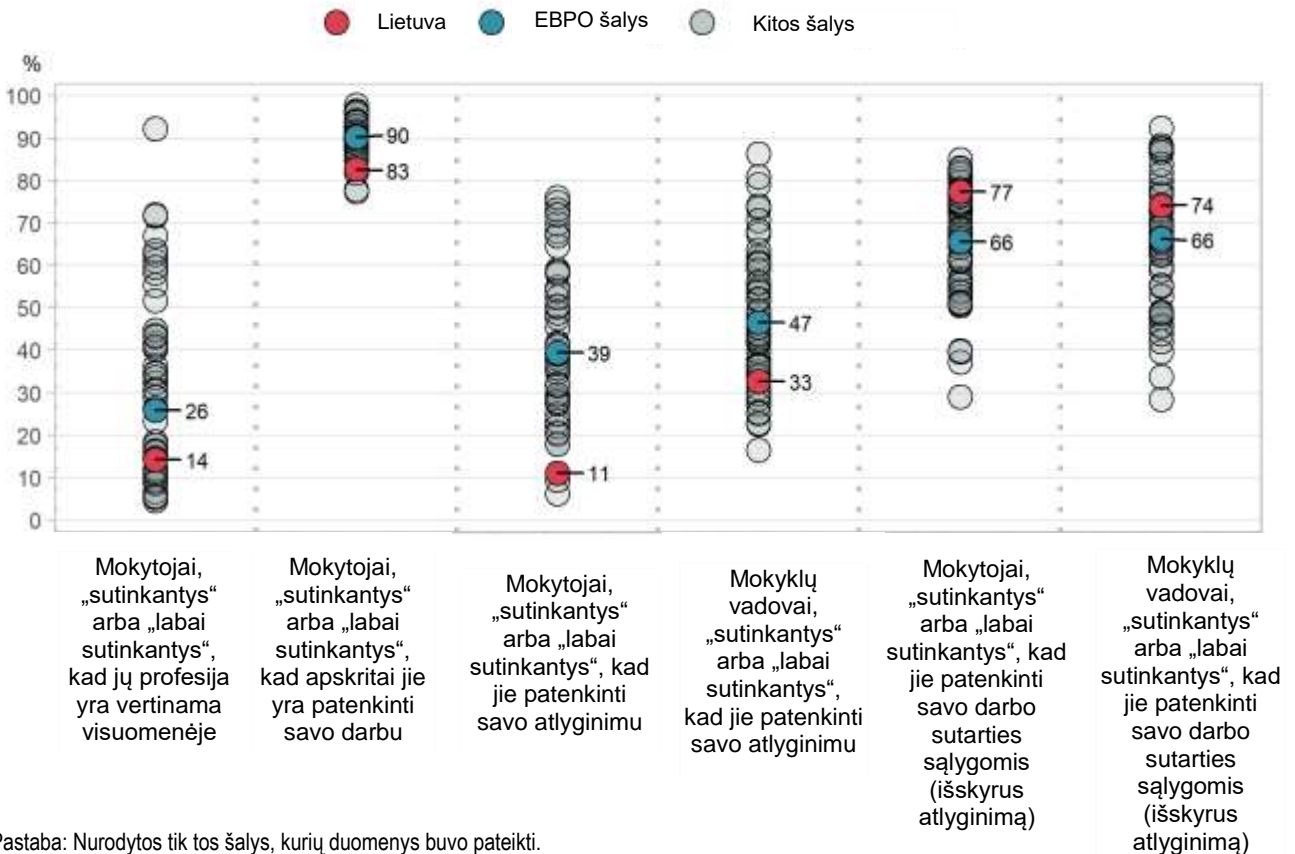 Lietuva EBPO šalys Kitos šalys
%
100
90
80
70
60
50
40
30
20
10
0
26
14
90
83
39
11
47
33
77
66
74
66
Mokytojai,
„sutinkantys“
arba „labai
sutinkantys“,
kad jų profesija
yra vertinama
visuomenėje
Mokytojai,
„sutinkantys“
arba „labai
sutinkantys“,
kad apskritai jie
yra patenkinti
savo darbu
Mokytojai,
„sutinkantys“
arba „labai
sutinkantys“, kad
jie patenkinti
savo atlyginimu
Mokyklų
vadovai,
„sutinkantys“
arba „labai
sutinkantys“,
kad jie patenkinti
savo atlyginimu
Mokytojai,
„sutinkantys“
arba „labai
sutinkantys“, kad
jie patenkinti
savo darbo
sutarties
sąlygomis
(išskyrus
atlyginimą)
Mokyklų
vadovai,
„sutinkantys“
arba „labai
sutinkantys“, kad
jie patenkinti
savo darbo
sutarties
sąlygomis
(išskyrus
atlyginimą)
Pastaba: Nurodytos tik tos šalys, kurių duomenys buvo pateikti.